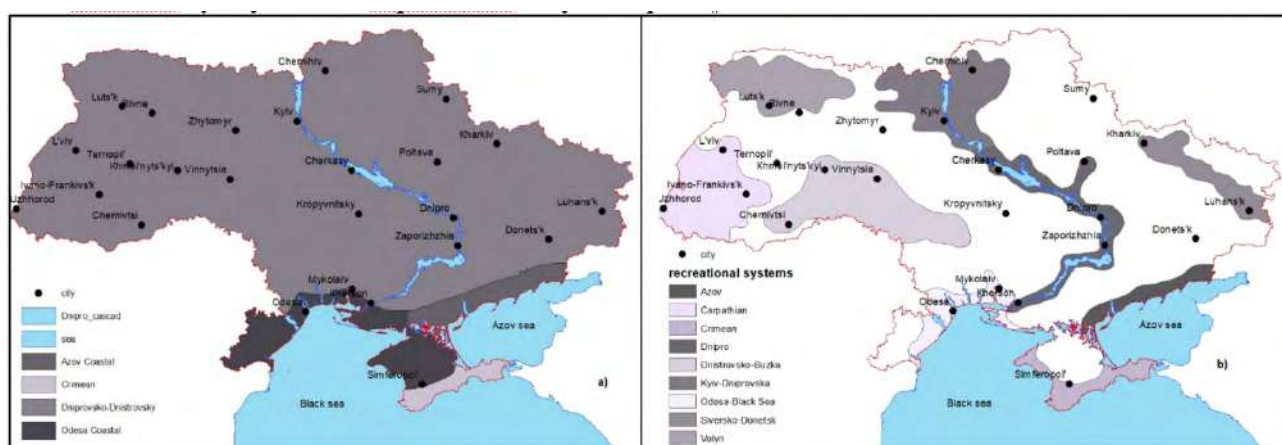 Chernihiv
Sumy
Luts'k
Rivne
Kyiv
Zhytomyr
Kharkiv
L'viv
Ternopil'
Khmel'nyts'kyi
Vinnytsia
Cherkasy
Poltava
Ivano-Frankivs'k
Uzhhorod
Chernivtsi
Kropyvnitsky
Dnipro
Luhans'k
Donets'k
Zaporizhzhia
Mykolaiv
Kherson
Odesa
Azov sea
Simferopol'
Black sea
a)
city
Dnipro_cascad
sea
Azov Coastal
Crimean
Dniprovsko-Dnistrovsky
Odesa Coastal
Chernihiv
Sumy
Luts'k
Rivne
Kyiv
Zhytomyr
Kharkiv
L'viv
Ternopil'
Khmel'nyts'kyi
Vinnytsia
Cherkasy
Poltava
Ivano-Frankivs'k
Uzhhorod
Chernivtsi
Kropyvnitsky
Dnipro
Luhans'k
Donets'k
Zaporizhzhia
Mykolaiv
Kherson
Odesa
Azov sea
Simferopol'
Black sea
b)
city
recreational systems
Azov
Carpathian
Crimean
Dnipro
Dnistrovsko-Buzka
Kyiv-Dniprovska
Odesa-Black Sea
Siversko-Donetsk
Volyn